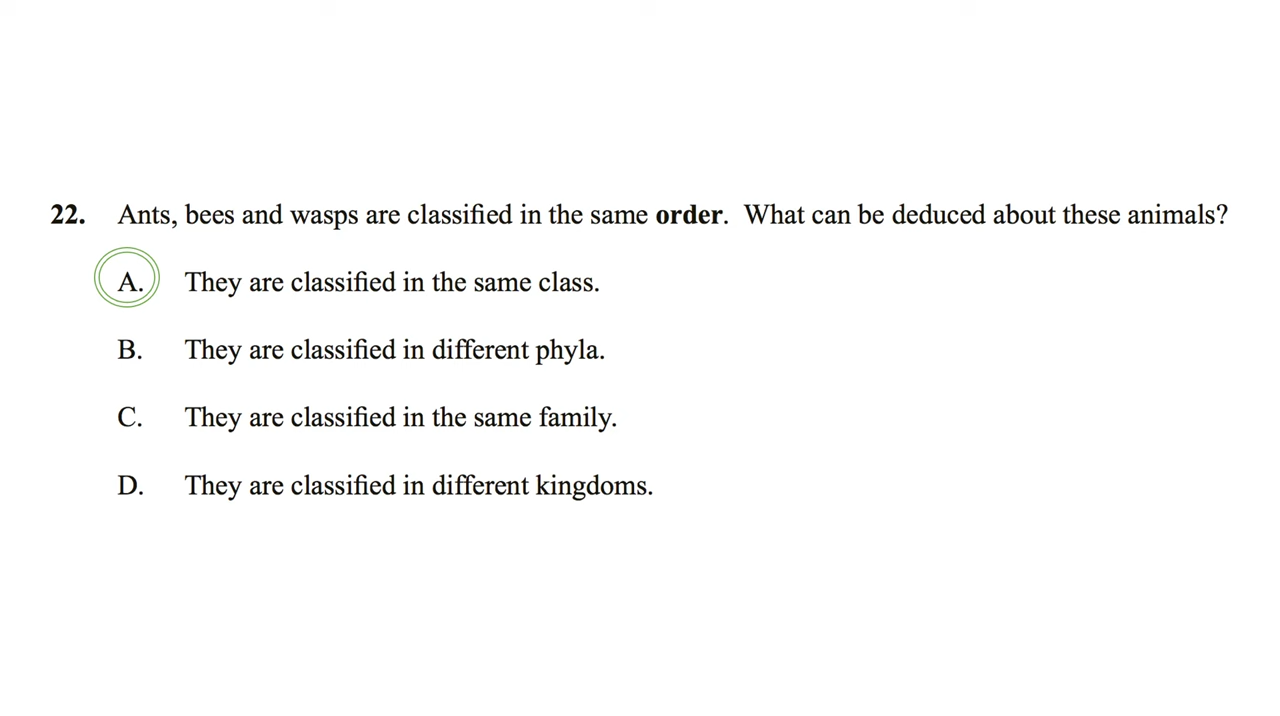 22. Ants, bees and wasps are classified in the same order. What can be deduced about these animals?
A. They are classified in the same class.
B. They are classified in different phyla.
C. They are classified in the same family.
D. They are classified in different kingdoms.